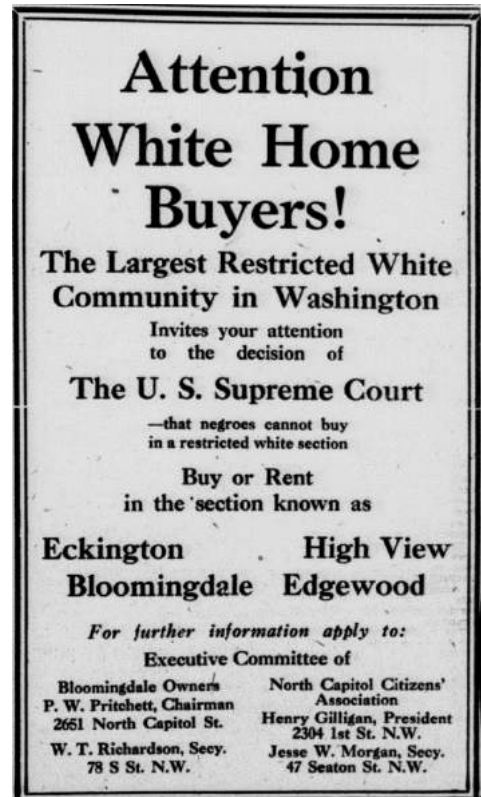 Attention
White Home
Buyers!
The Largest Restricted White
Community in Washington
Invites your attention
to the decision of
The U. S. Supreme Court
—that negroes cannot buy
in a restricted white section
Buy or Rent
in the section known as
Eckington High View
Bloomingdale Edgewood
For further information apply to:
Executive Committee of
Bloomingdale Owners
P. W. Pritchett, Chairman
2651 North Capitol St.
W. T. Richardson, Secy.
78 S St. N.W.
North Capitol Citizens'
Association
Henry Gilligan, President
2304 1st St. N.W.
Jesse W. Morgan, Secy.
47 Seaton St. N.W.